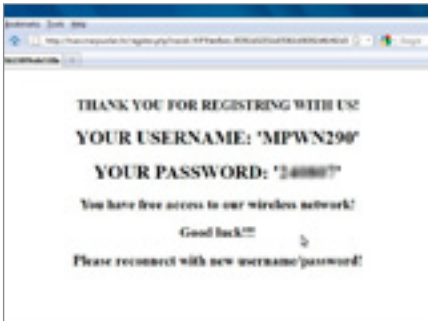 Bookmarks Tools Help
THANK YOU FOR REGISTRING WITH US!
YOUR USERNAME: 'MPWN290'
YOUR PASSWORD: '
You have free access to our wireless network!
Good luck!!!
Please reconnect with new username/password!